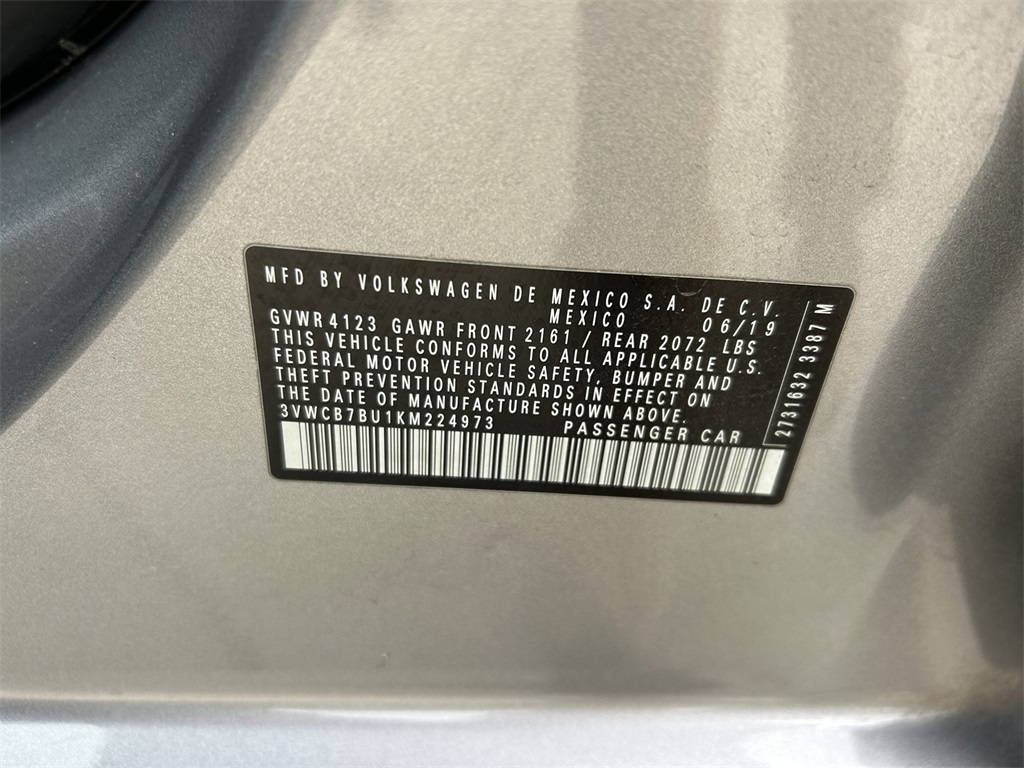 MFD BY VOLKSWAGEN DE MEXICO S.A. DE C.V.
MEXICO 06/19
GVWR 4123 GAWR FRONT 2161 / REAR 2072 LBS
THIS VEHICLE CONFORMS TO ALL APPLICABLE U.S.
FEDERAL MOTOR VEHICLE SAFETY, BUMPER AND
THEFT PREVENTION STANDARDS IN EFFECT ON
THE DATE OF MANUFACTURE SHOWN ABOVE.
3VWCB7BU1KM224973 PASSENGER CAR
2731632 3387 M